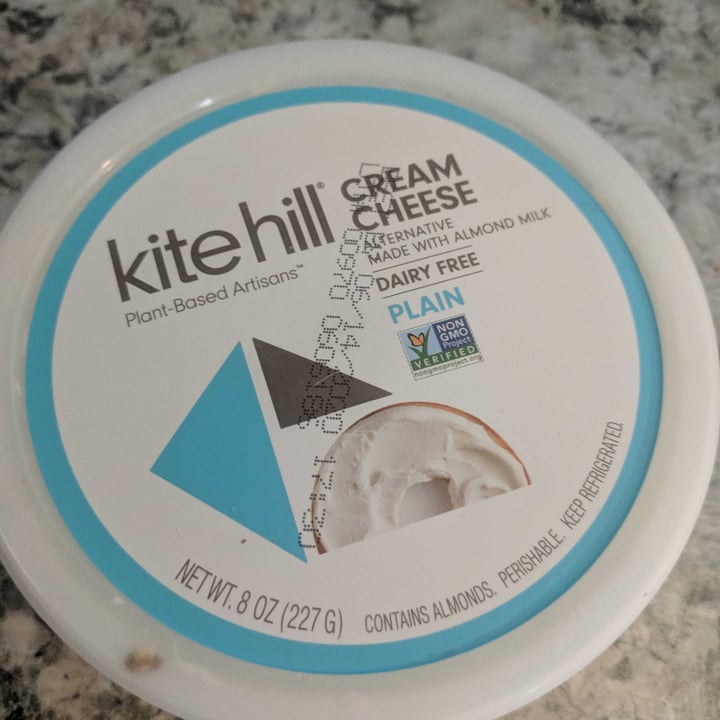 kite hill®
Plant-Based Artisans™
CREAM
CHEESE
ALTERNATIVE
MADE WITH ALMOND MILK
DAIRY FREE
PLAIN
NON
GMO
Project
VERIFIED
nongmoproject.org
NET WT. 8 OZ (227 G)
CONTAINS ALMONDS. PERISHABLE. KEEP REFRIGERATED.